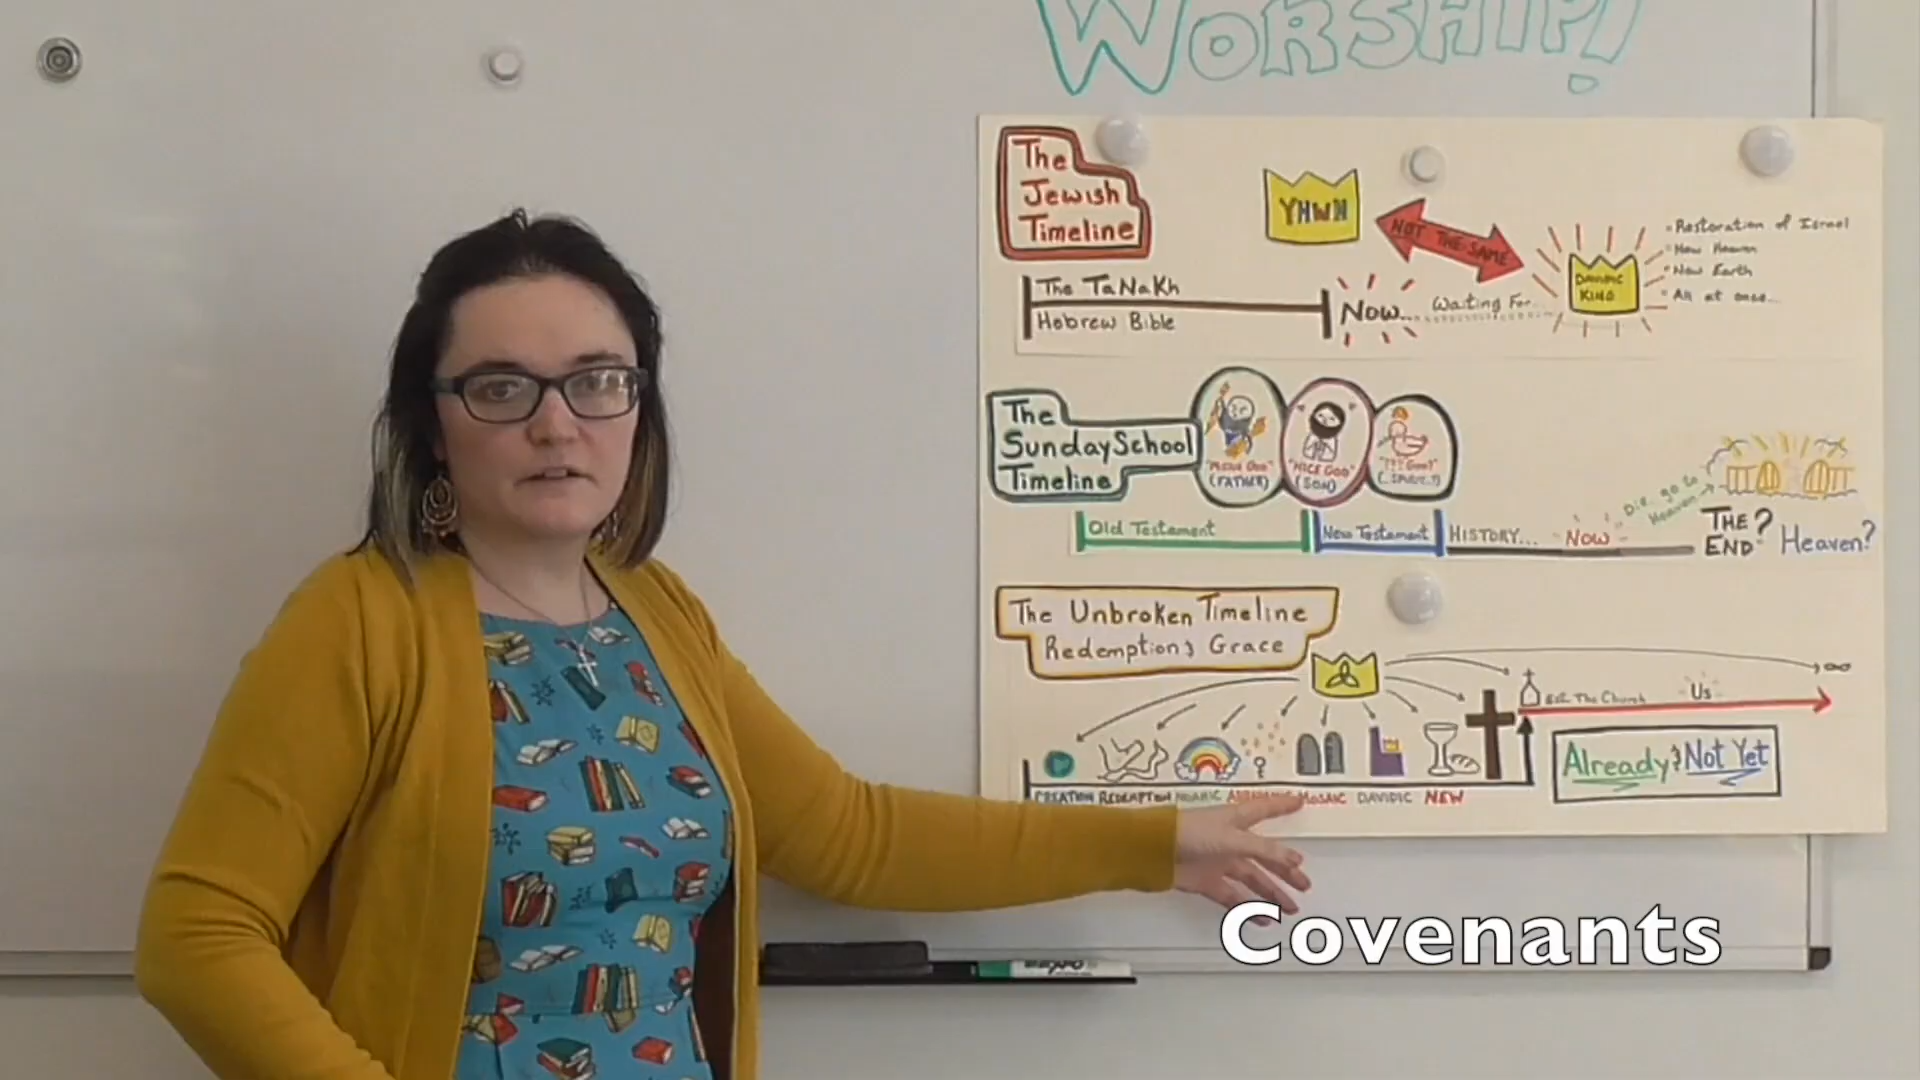 WORSHIP!
The
Jewish
Timeline
YHWH
NOT THE SAME
DAVIDIC
KING
Restoration of Israel
New Heaven
New Earth
All at once...
The TaNaKh
Hebrew Bible
Now...
Waiting For...
The
Sunday School
Timeline
"NICE GOD"
(FATHER)
(SON)
Old Testament
New Testament
HISTORY...
NOW
Die, go to
Heaven
THE
END?
Heaven?
The Unbroken Timeline
Redemption & Grace
∞
Est. The Church
Us
Already & Not Yet
CREATION REDEMPTION NOAHIC MOSAIC DAVIDIC NEW
Covenants
EXPO